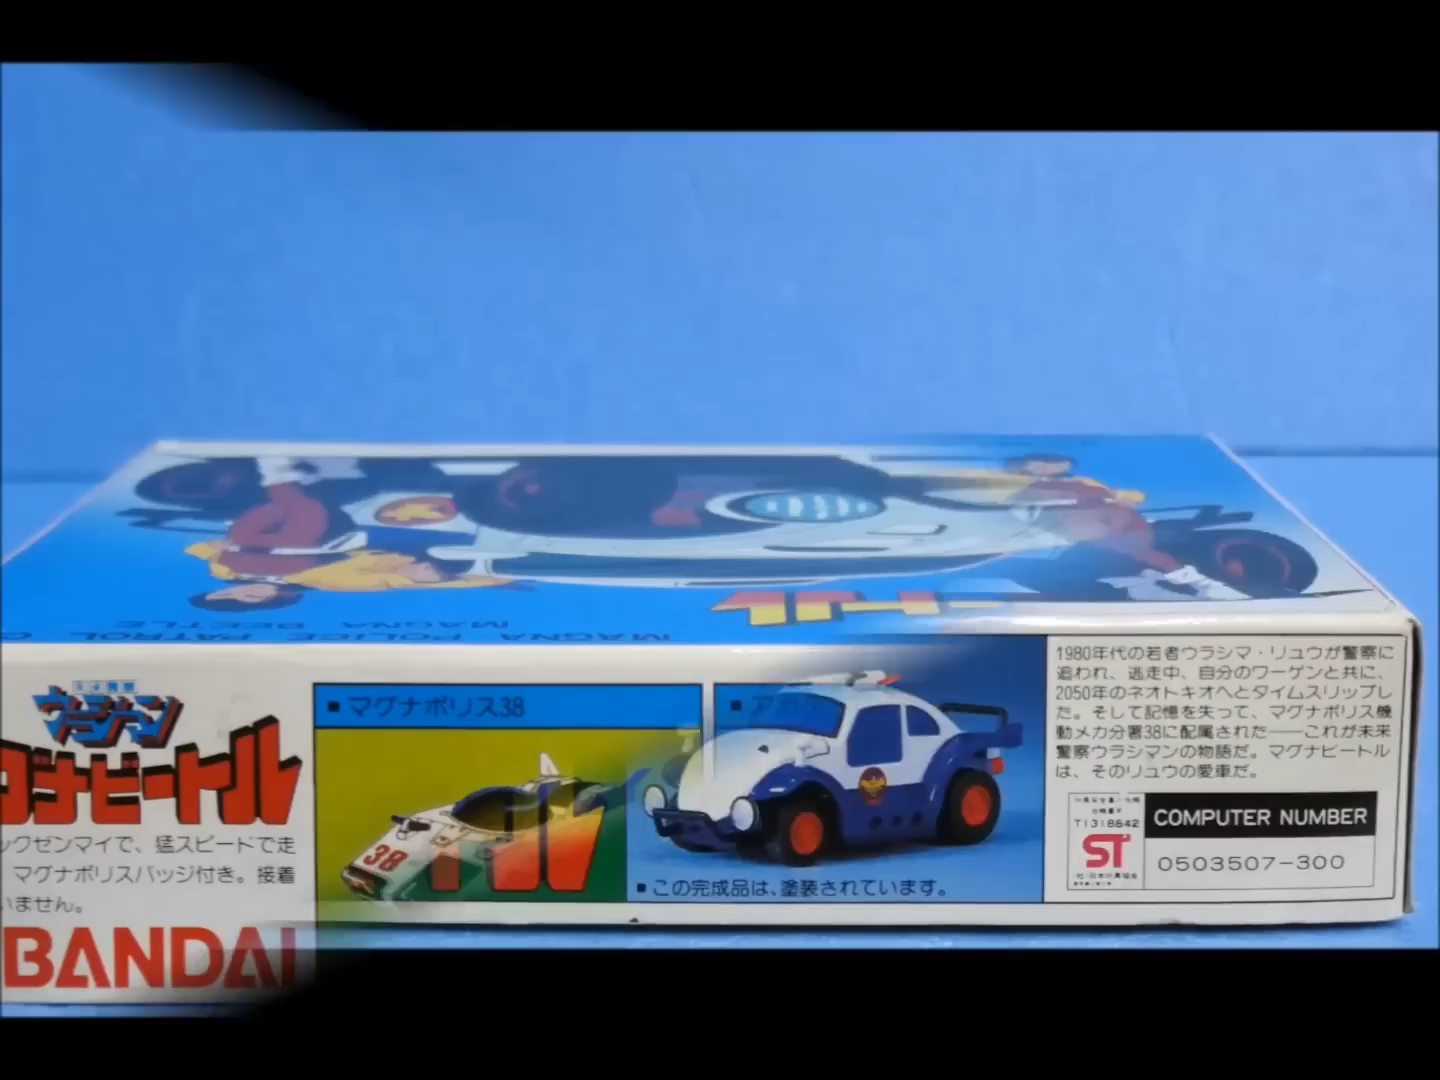 MAGNA POLICE PATROL C
MAGNA BEETLE
ウラシマン
グナビートル
ックゼンマイで、猛スピードで走
マグナポリスバッジ付き。接着
いません。
BANDAI
■マグナポリス38
38
■この完成品は、塗装されています。
1980年代の若者ウラシマ・リュウが警察に
追われ、逃走中、自分のワーゲンと共に、
2050年のネオトキオへとタイムスリップし
た。そして記憶を失って、マグナポリス機
動メカ分署38に配属された——これが未来
警察ウラシマンの物語だ。マグナビートル
は、そのリュウの愛車だ。
T1318642
ST
COMPUTER NUMBER
0503507-300